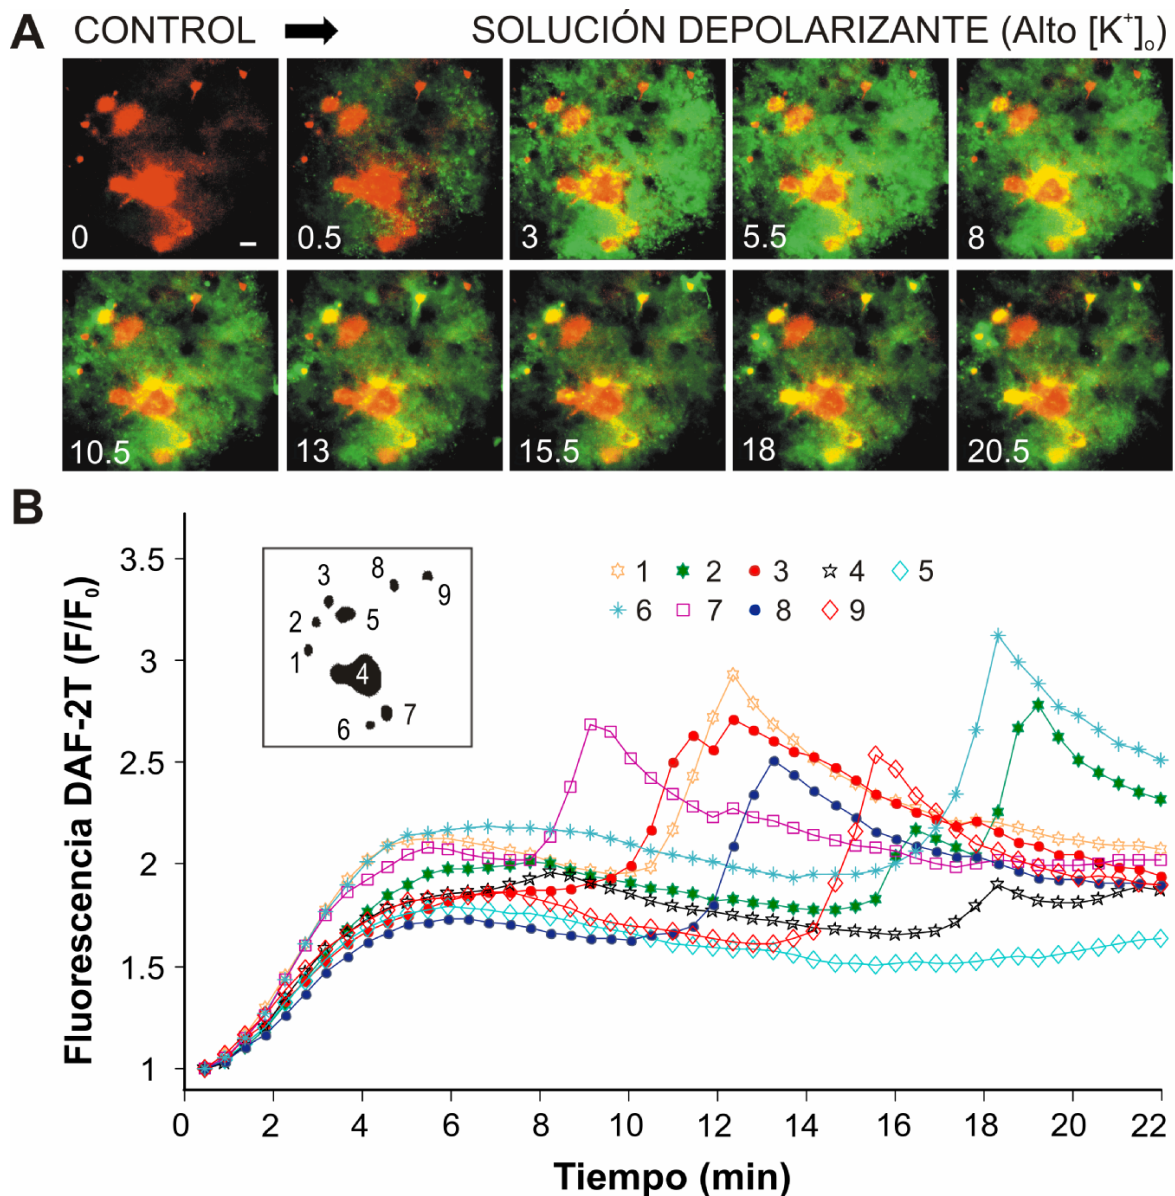 A CONTROL SOLUCIÓN DEPOLARIZANTE (Alto [K⁺]ₒ)
0 0.5 3 5.5 8
10.5 13 15.5 18 20.5
B
Fluorescencia DAF-2T (F/F₀)
3.5
3
2.5
2
1.5
1
3 8 9
2 5
1 4
6 7
1 2 3 4 5
6 7 8 9
0 2 4 6 8 10 12 14 16 18 20 22
Tiempo (min)